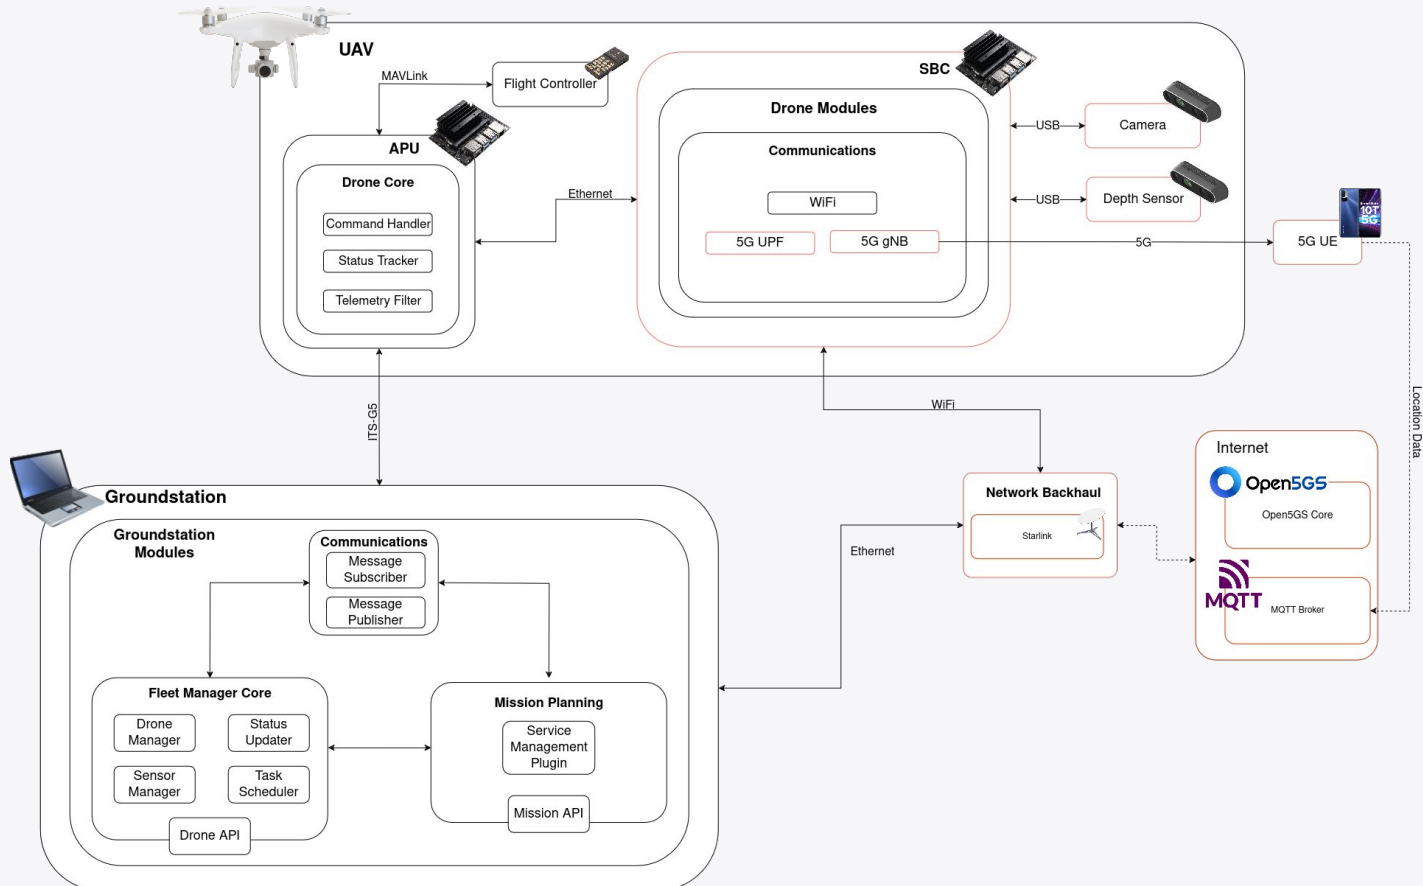 UAV
MAVLink
Flight Controller
SBC
APU
Drone Core
Command Handler
Status Tracker
Telemetry Filter
Ethernet
Drone Modules
Communications
WiFi
5G UPF
5G gNB
USB
Camera
USB
Depth Sensor
5G
5G UE
10T
5G
Location Data
ITS-G5
WiFi
Groundstation
Groundstation
Modules
Communications
Message
Subscriber
Message
Publisher
Fleet Manager Core
Drone
Manager
Status
Updater
Sensor
Manager
Task
Scheduler
Drone API
Mission Planning
Service
Management
Plugin
Mission API
Ethernet
Network Backhaul
Starlink
Internet
Open5GS
Open5GS Core
MQTT
MQTT Broker